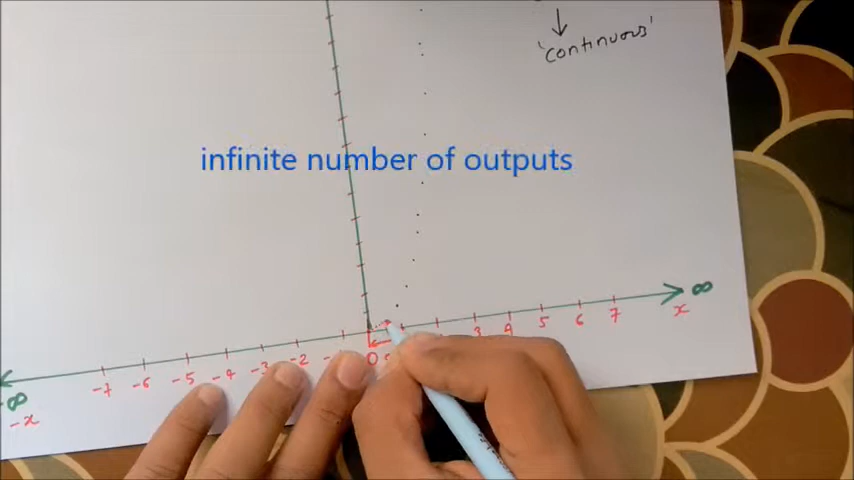 'continuous'
infinite number of outputs
-7 -6 -5 -4 -3 -2 0 3 4 5 6 7
∞ x
∞
-x